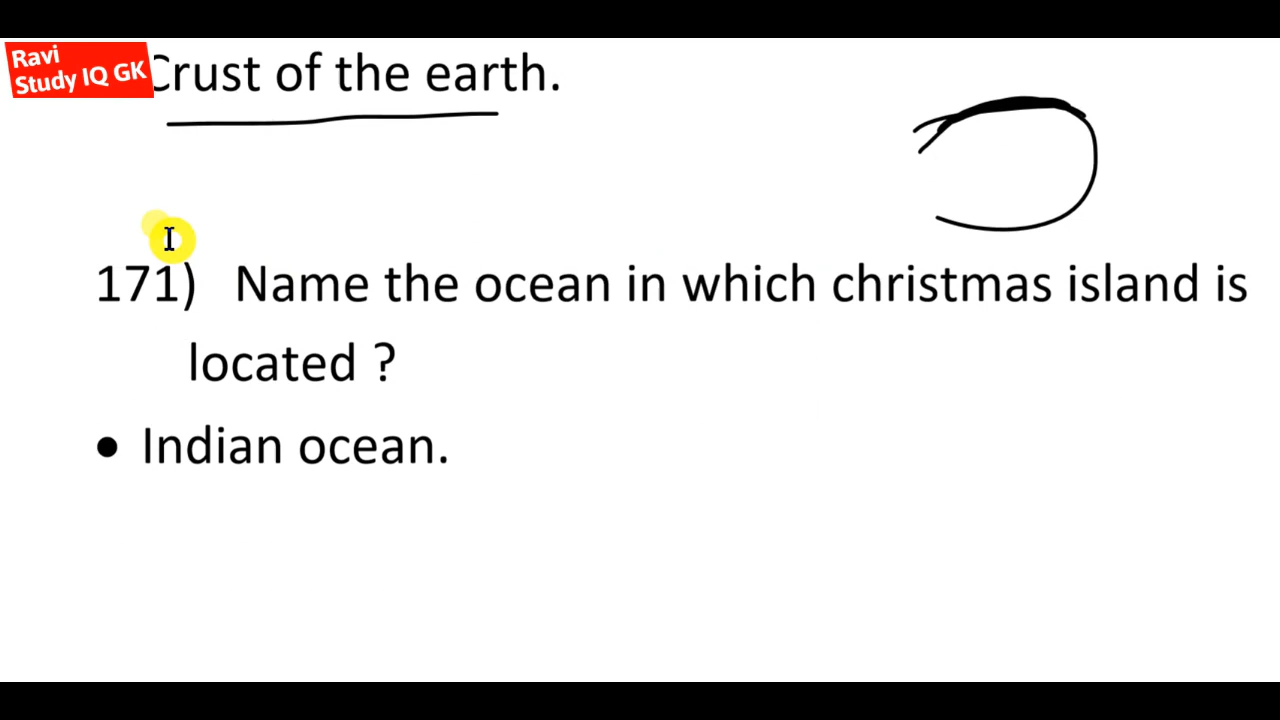 Ravi
Study IQ GK
Crust of the earth.
171) Name the ocean in which christmas island is
located ?
• Indian ocean.